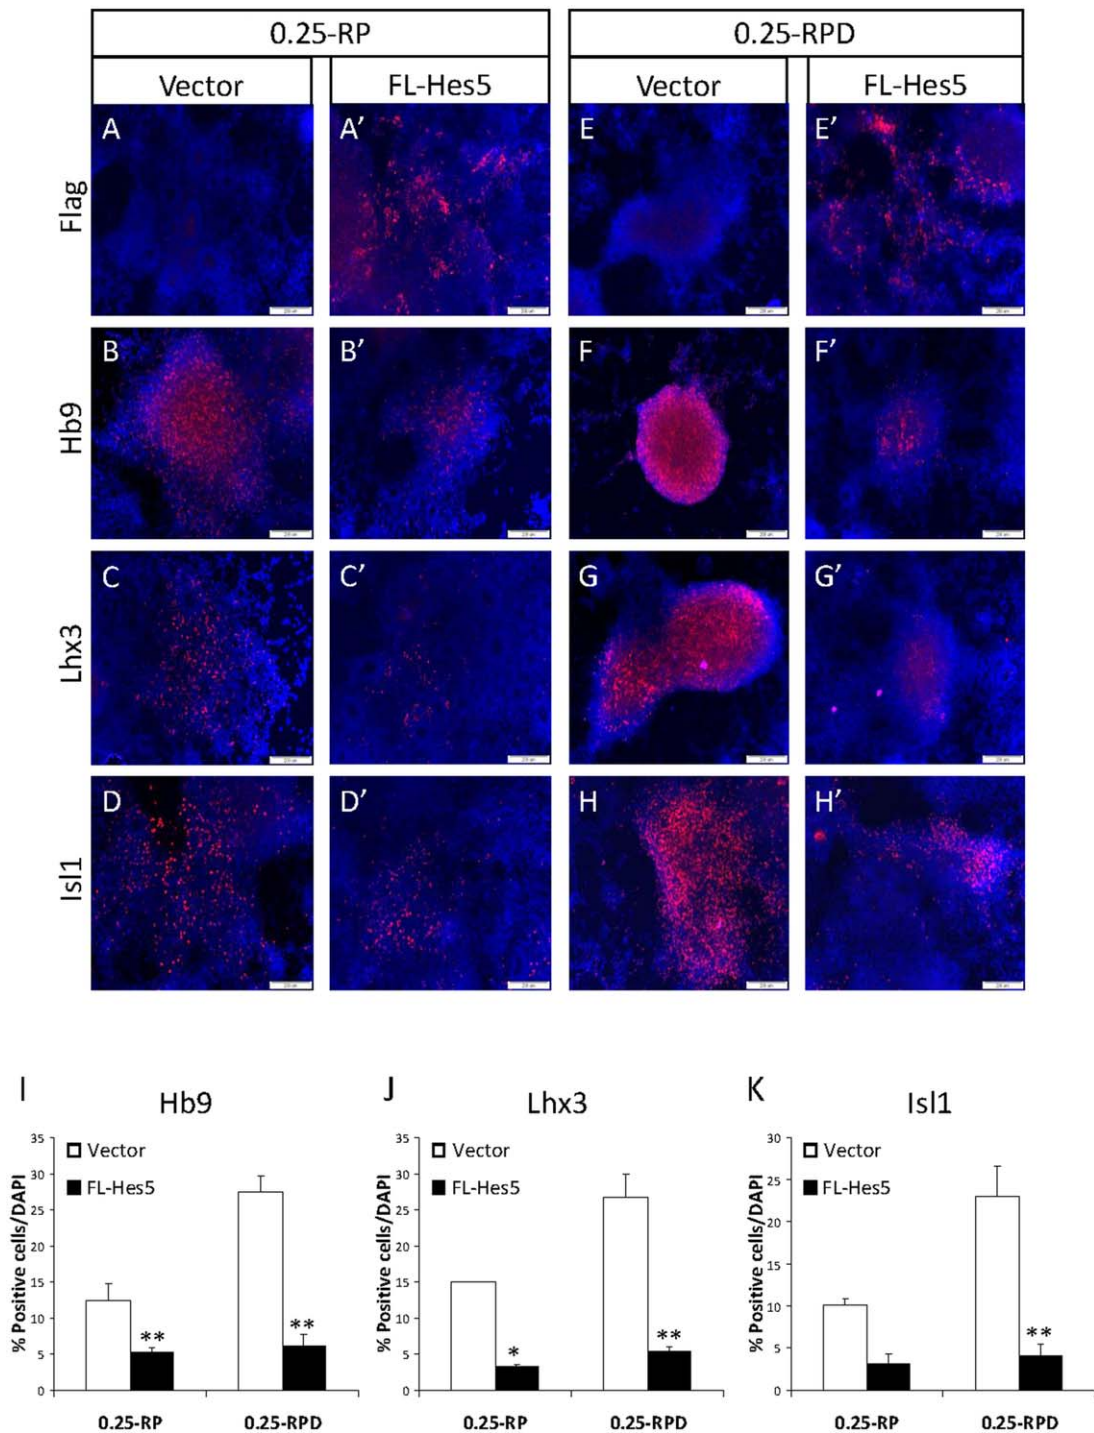 0.25-RP 0.25-RPD
Vector FL-Hes5 Vector FL-Hes5
Flag A A' E E'
Hb9 B B' F F'
Lhx3 C C' G G'
Isl1 D D' H H'
I Hb9 J Lhx3 K Isl1
35 35 30
Vector Vector Vector
30 30 25
FL-Hes5 FL-Hes5 FL-Hes5
25 25 20
20 20 15
15 15 10
10 10 5
5 5 0
0 0
% Positive cells/DAPI % Positive cells/DAPI % Positive cells/DAPI
** ** * ** **
0.25-RP 0.25-RPD 0.25-RP 0.25-RPD 0.25-RP 0.25-RPD